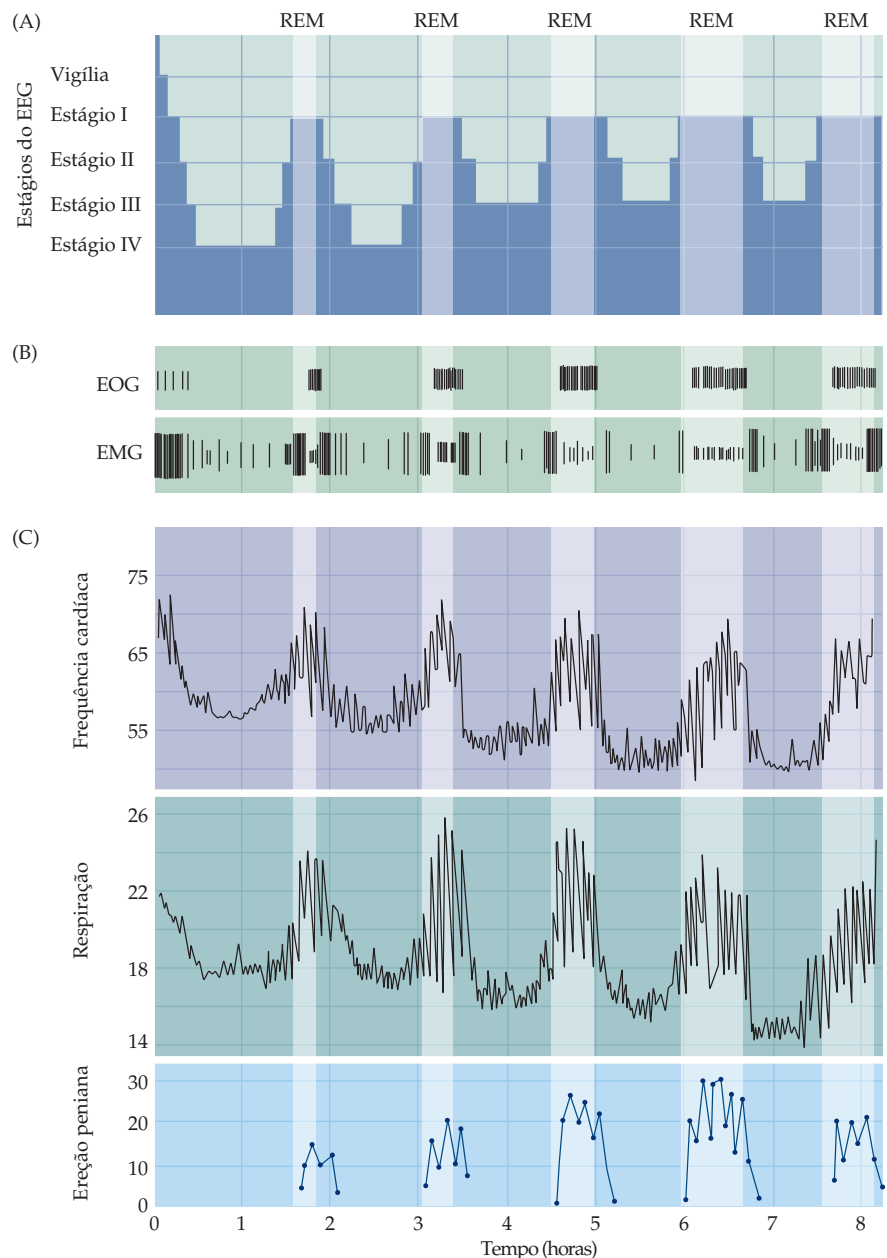 (A)
REM REM REM REM REM
Estágios do EEG
Vigília
Estágio I
Estágio II
Estágio III
Estágio IV
(B)
EOG
EMG
(C)
Frequência cardíaca
75
65
55
Respiração
26
22
18
14
Ereção peniana
30
20
10
0
0 1 2 3 4 5 6 7 8
Tempo (horas)